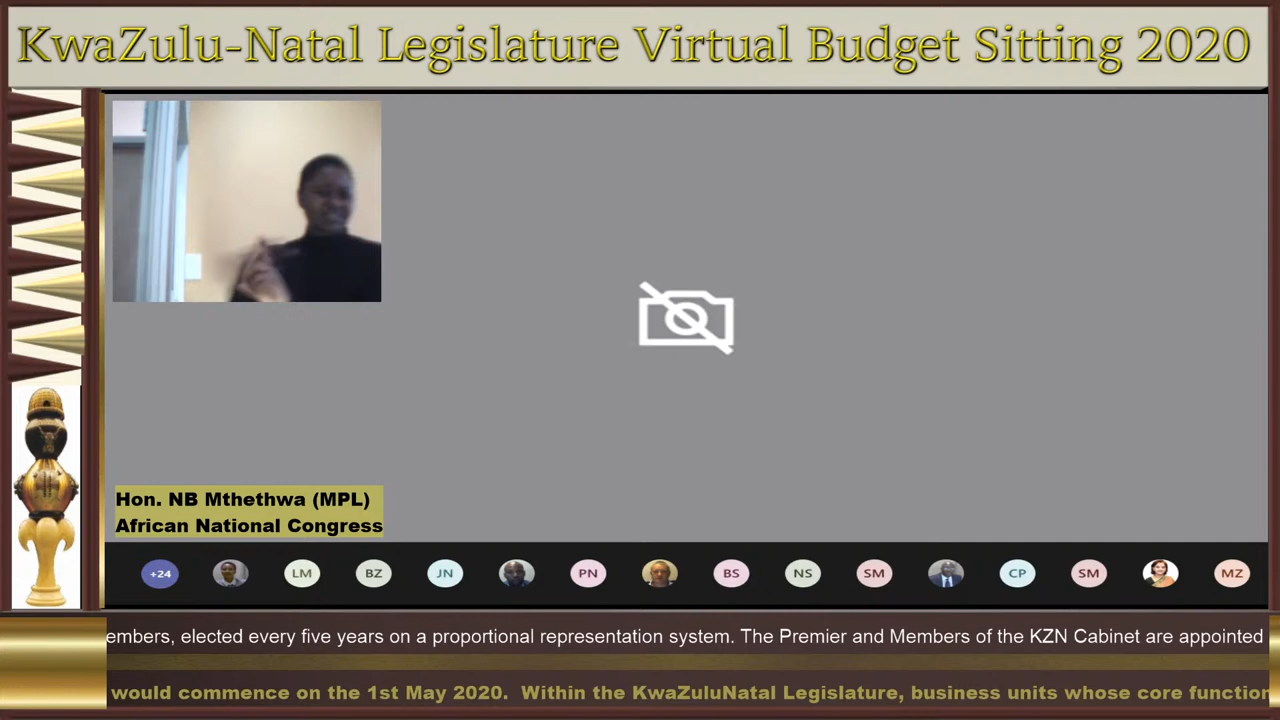 KwaZulu-Natal Legislature Virtual Budget Sitting 2020
Hon. NB Mthethwa (MPL)
African National Congress
+24 LM BZ JN PN BS NS SM CP SM MZ
embers, elected every five years on a proportional representation system. The Premier and Members of the KZN Cabinet are appointed
would commence on the 1st May 2020. Within the KwaZuluNatal Legislature, business units whose core function